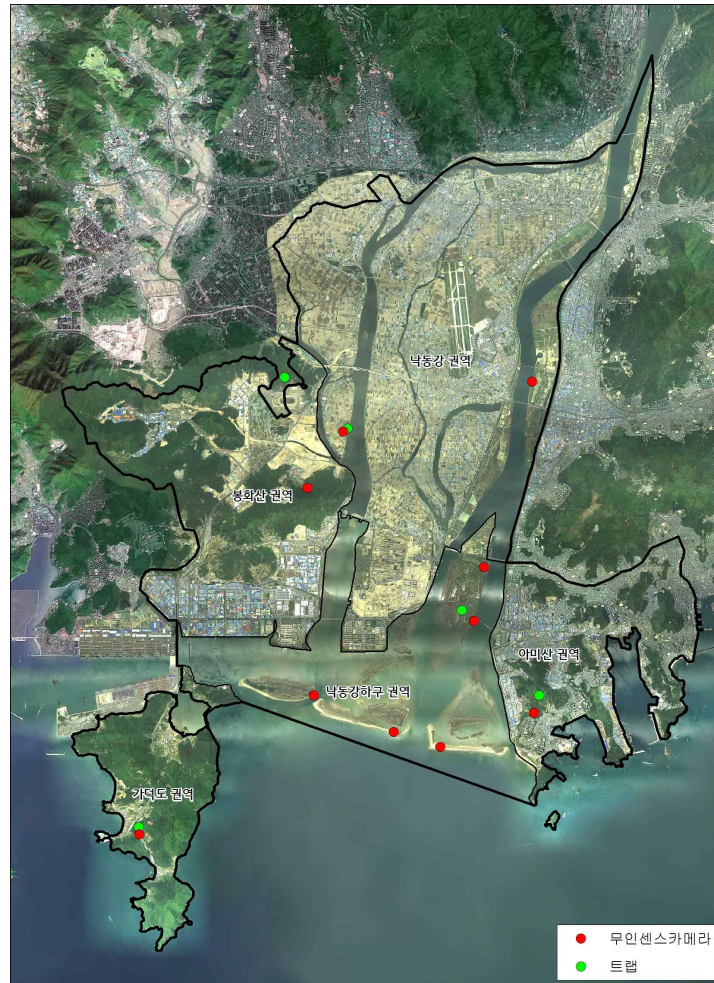 낙동강 권역
봉화산 권역
아미산 권역
낙동강하구 권역
가덕도 권역
무인센스카메라
트랩